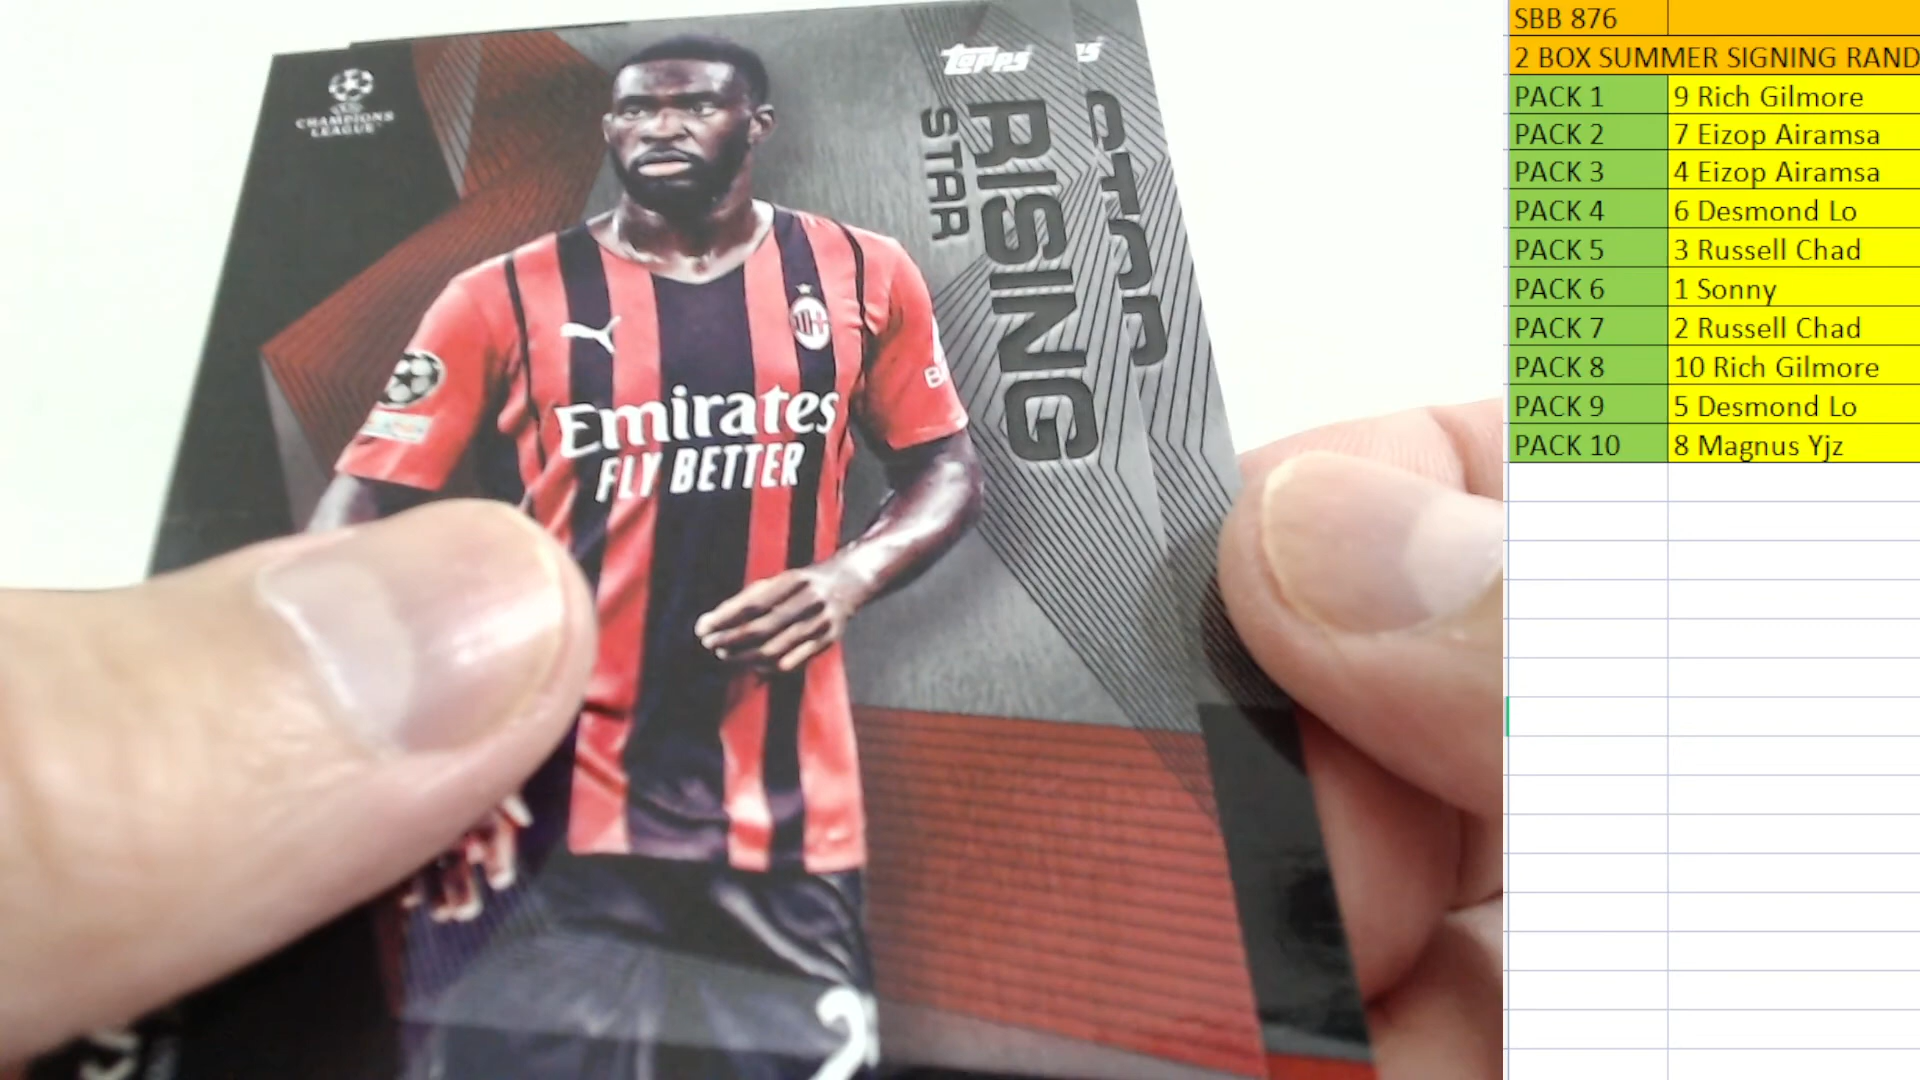 CHAMPIONS
LEAGUE
Topps
RISING
STAR
STAR
Emirates
FLY BETTER
2
SBB 876
2 BOX SUMMER SIGNING RAND
PACK 1 9 Rich Gilmore
PACK 2 7 Eizop Airamsa
PACK 3 4 Eizop Airamsa
PACK 4 6 Desmond Lo
PACK 5 3 Russell Chad
PACK 6 1 Sonny
PACK 7 2 Russell Chad
PACK 8 10 Rich Gilmore
PACK 9 5 Desmond Lo
PACK 10 8 Magnus Yjz